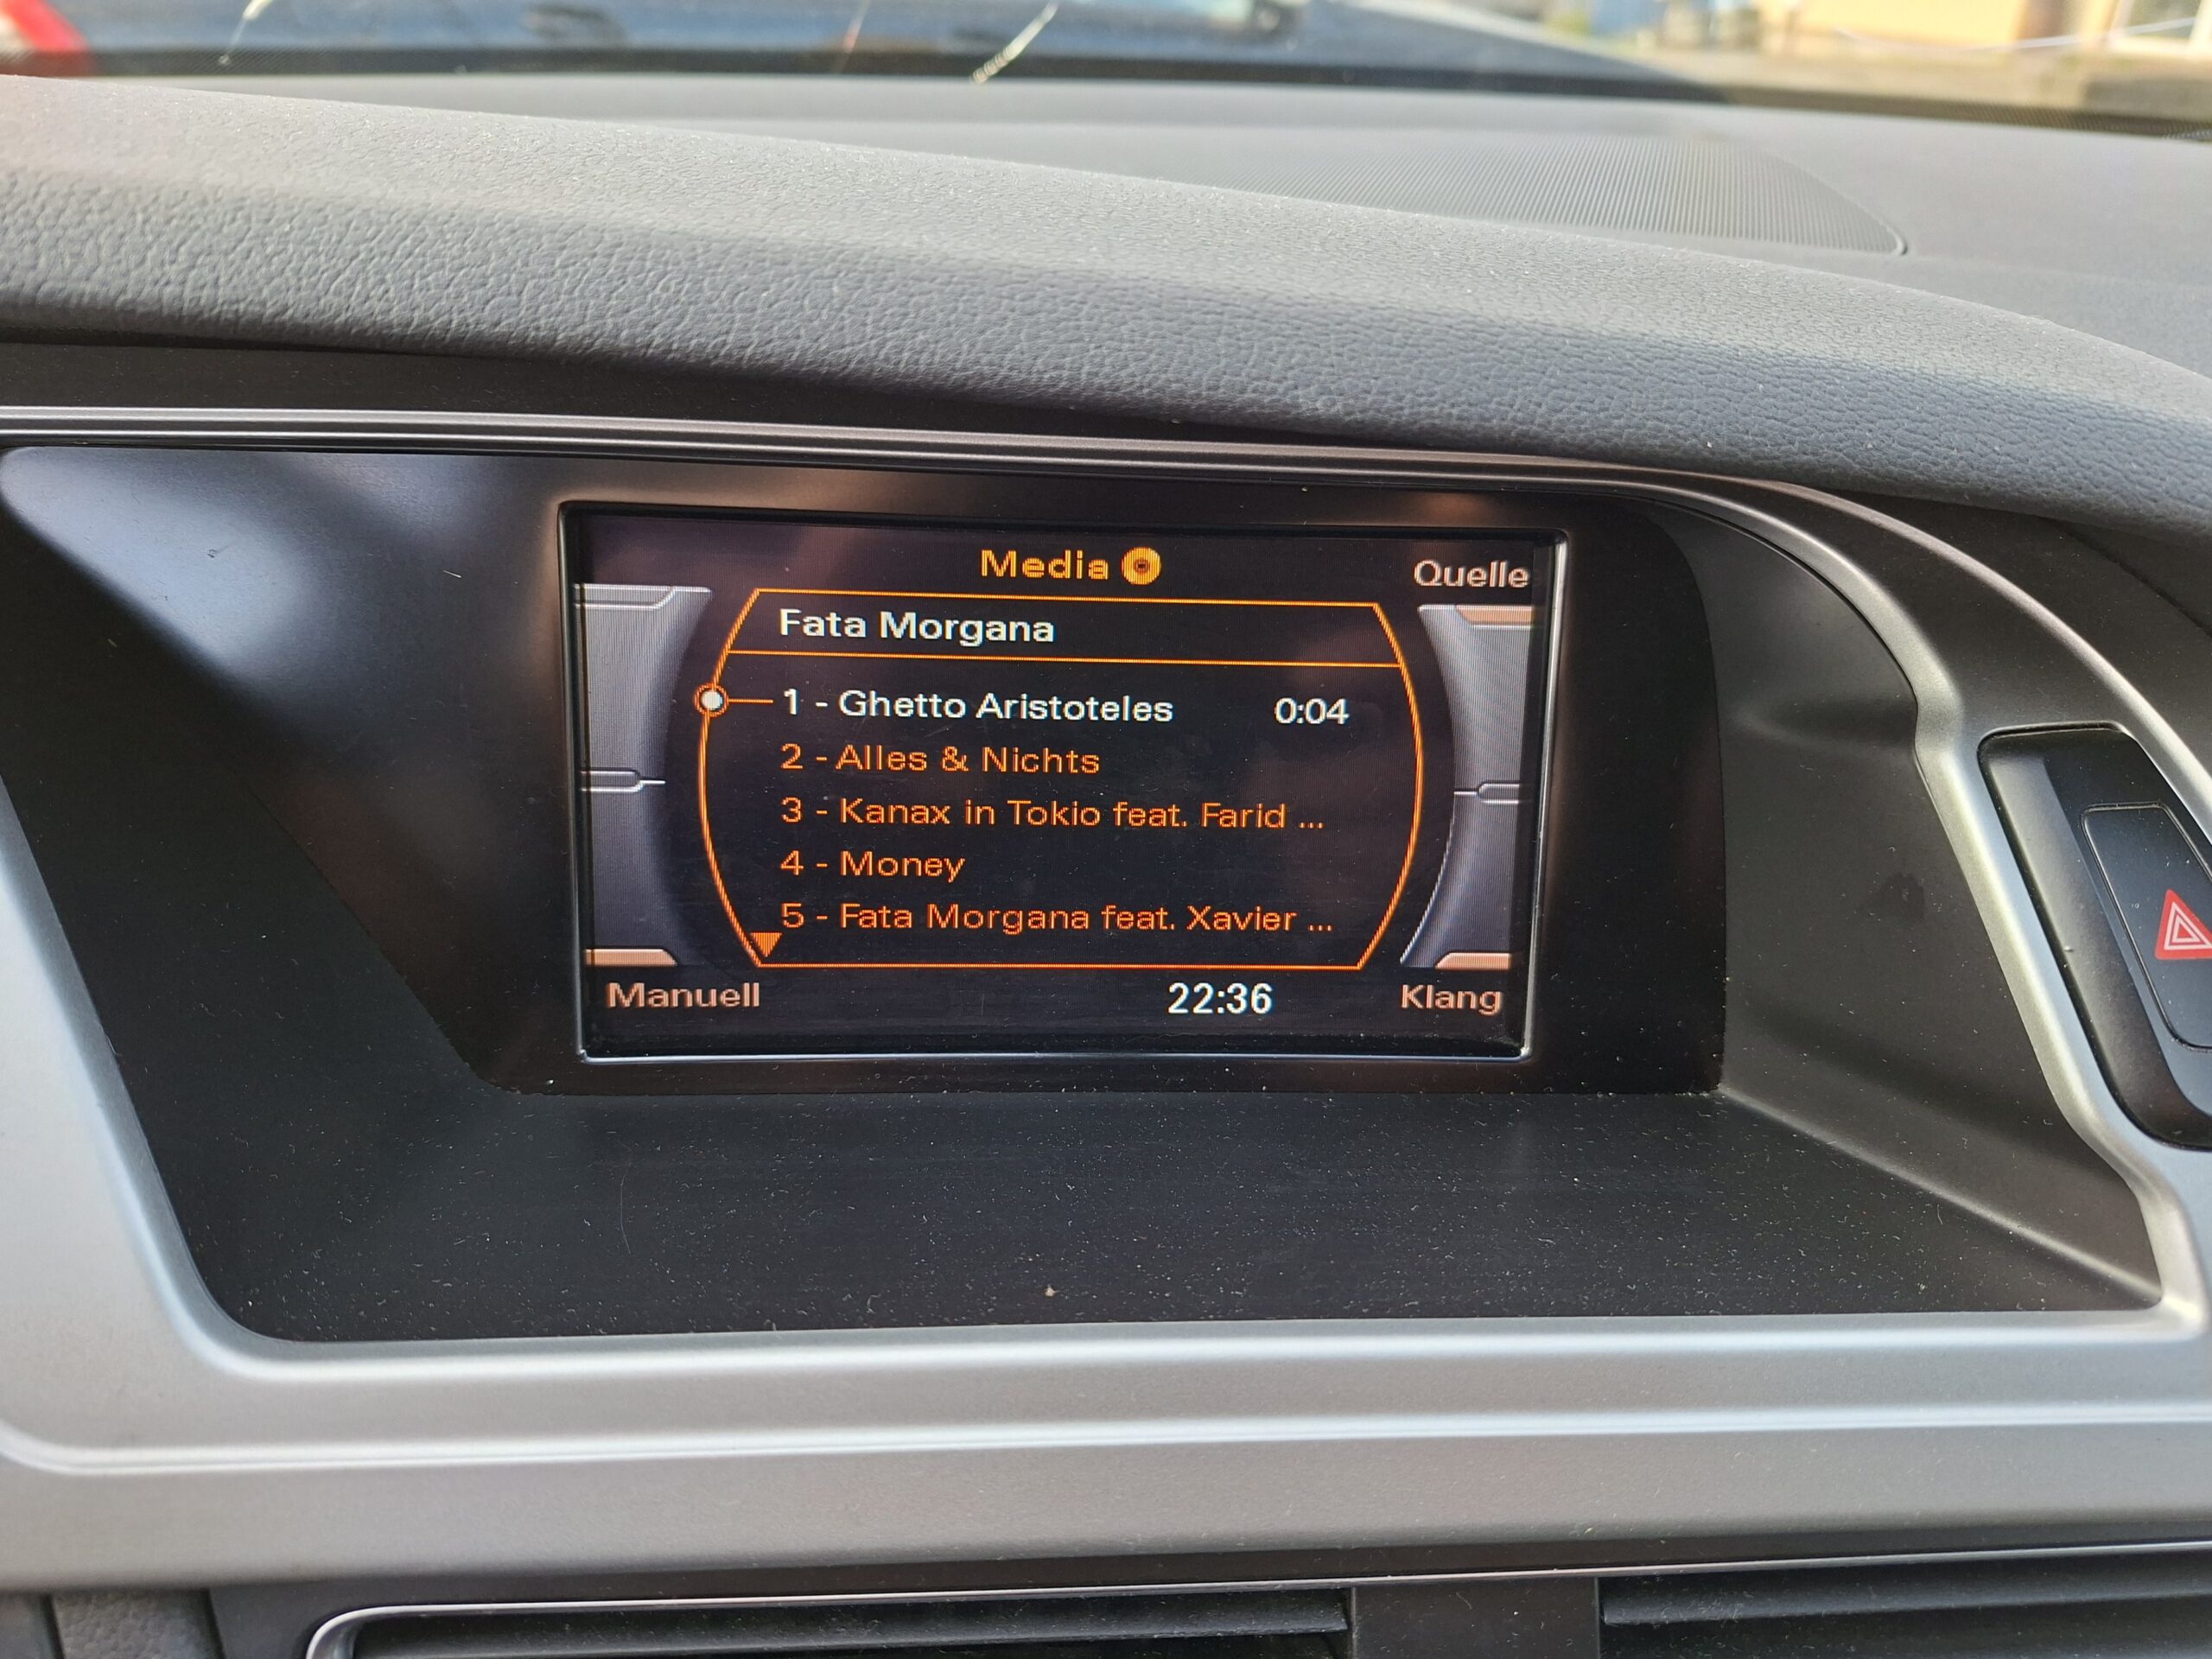 Media
Quelle
Fata Morgana
1 - Ghetto Aristoteles 0:04
2 - Alles & Nichts
3 - Kanax in Tokio feat. Farid ...
4 - Money
5 - Fata Morgana feat. Xavier ...
Manuell
22:36
Klang